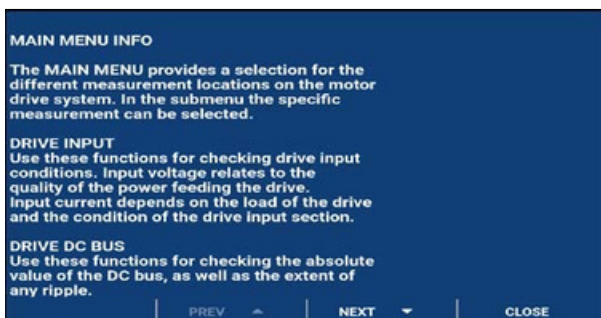 MAIN MENU INFO
The MAIN MENU provides a selection for the
different measurement locations on the motor
drive system. In the submenu the specific
measurement can be selected.
DRIVE INPUT
Use these functions for checking drive input
conditions. Input voltage relates to the
quality of the power feeding the drive.
Input current depends on the load of the drive
and the condition of the drive input section.
DRIVE DC BUS
Use these functions for checking the absolute
value of the DC bus, as well as the extent of
any ripple.
PREV NEXT CLOSE